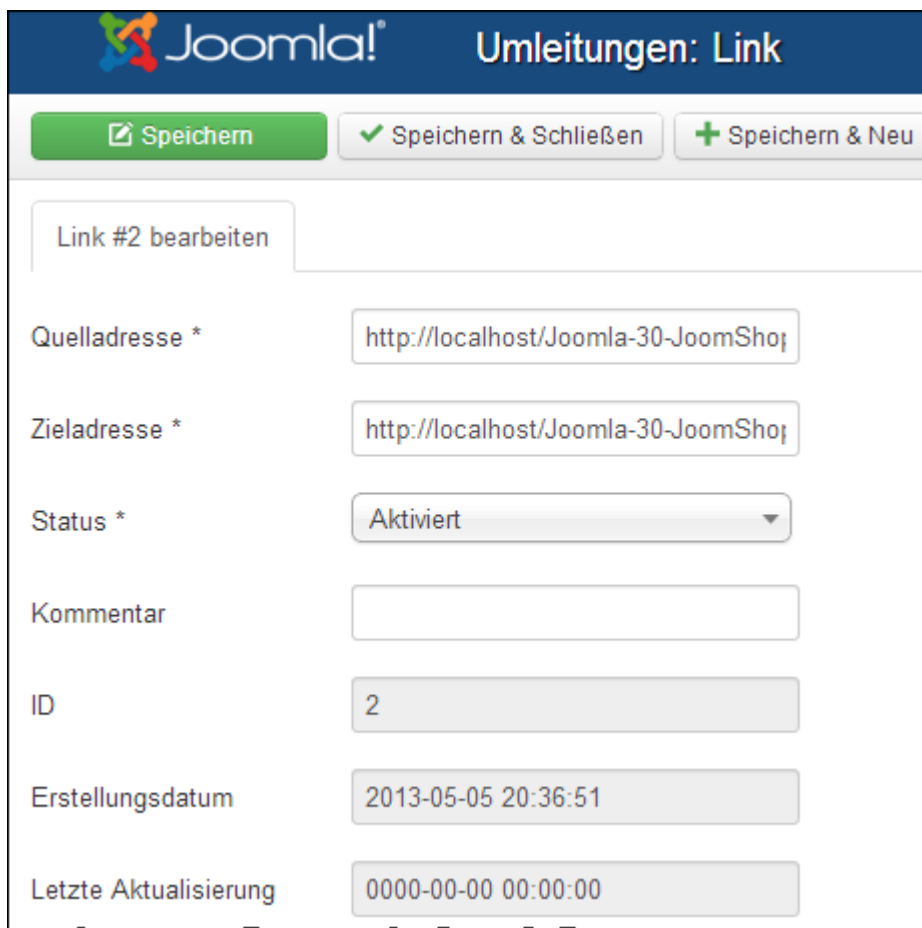 Joomla!® Umleitungen: Link
Speichern Speichern & Schließen Speichern & Neu
Link #2 bearbeiten
Quelladresse * http://localhost/Joomla-30-JoomShop
Zieladresse * http://localhost/Joomla-30-JoomShop
Status * Aktiviert
Kommentar
ID 2
Erstellungsdatum 2013-05-05 20:36:51
Letzte Aktualisierung 0000-00-00 00:00:00